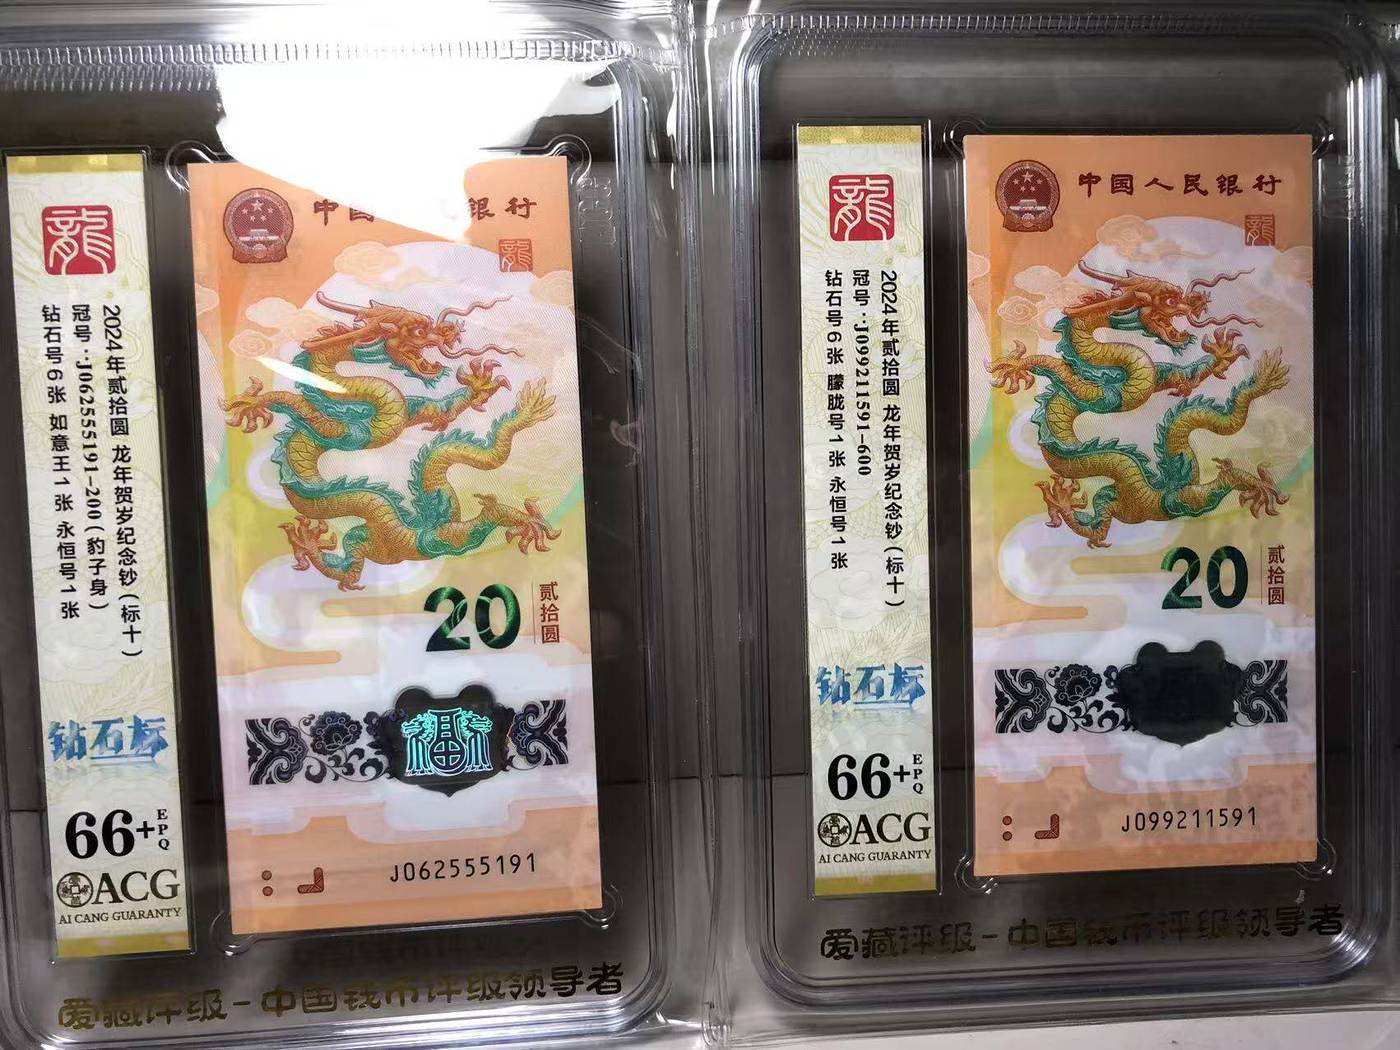 龍
2024年贰拾圆 龙年贺岁纪念钞(标十)
冠号:J062555191-200(豹子身)
钻石号6张 如意王1张 永恒号1张
钻石标
66+
EPQ
ACG
AI CANG GUARANTY
中国 民银行
龍
20
贰拾圆
福
J062555191
爱藏评级-中国钱币评级领导者
龍
2024年贰拾圆 龙年贺岁纪念钞(标十)
冠号:J099211591-600
钻石号6张 朦胧号1张 永恒号1张
钻石标
66+
EPQ
ACG
AI CANG GUARANTY
中国人民银行
龍
20
贰拾圆
J099211591
爱藏评级-中国钱币评级领导者